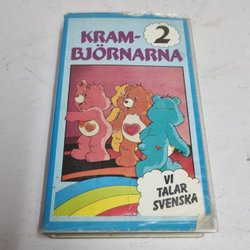 KRAM- 2
BJÖRNARNA
VI
TALAR
SVENSKA